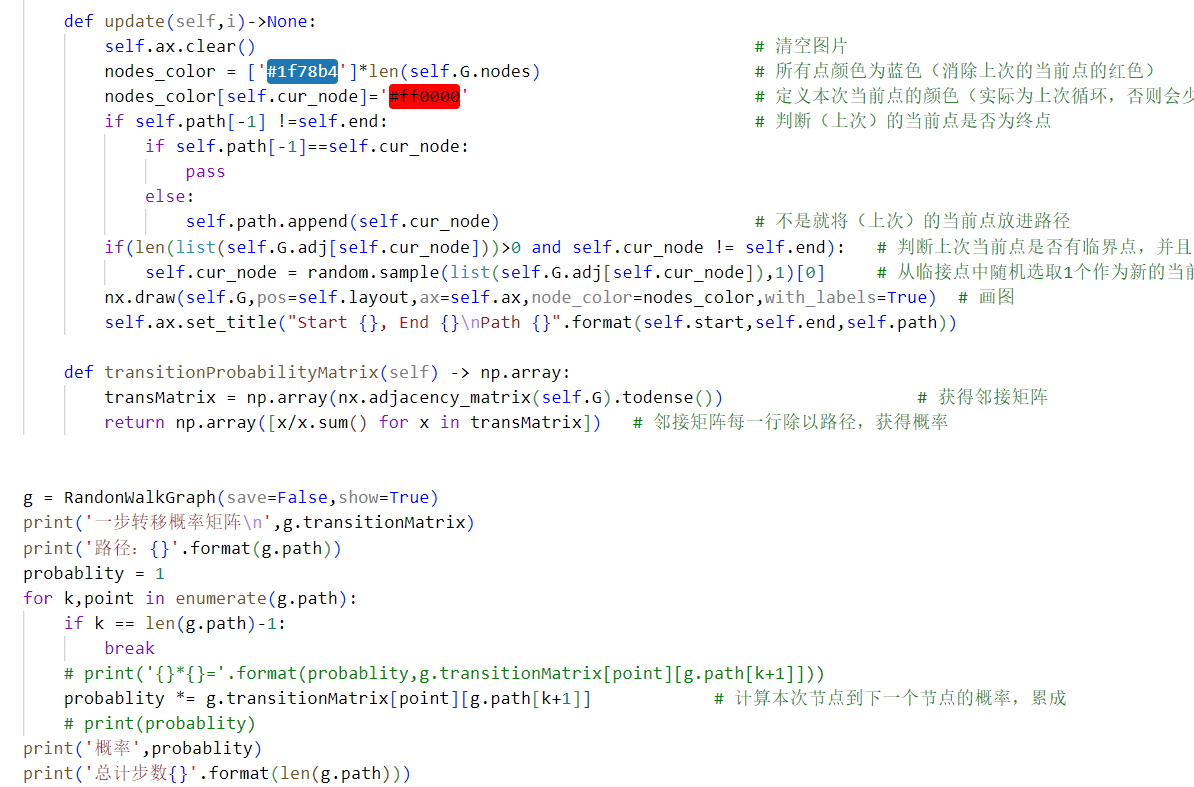 def update(self,i)->None:
self.ax.clear() # 清空图片
nodes_color = ['#1f78b4']*len(self.G.nodes) # 所有点颜色为蓝色（消除上次的当前点的红色）
nodes_color[self.cur_node]='#ff0000' # 定义本次当前点的颜色（实际为上次循环，否则会少
if self.path[-1] !=self.end: # 判断（上次）的当前点是否为终点
if self.path[-1]==self.cur_node:
pass
else:
self.path.append(self.cur_node) # 不是就将（上次）的当前点放进路径
if(len(list(self.G.adj[self.cur_node]))>0 and self.cur_node != self.end): # 判断上次当前点是否有临界点，并且
self.cur_node = random.sample(list(self.G.adj[self.cur_node]),1)[0] # 从临接点中随机选取1个作为新的当前
nx.draw(self.G,pos=self.layout,ax=self.ax,node_color=nodes_color,with_labels=True) # 画图
self.ax.set_title("Start {}, End {}\nPath {}".format(self.start,self.end,self.path))
def transitionProbabilityMatrix(self) -> np.array:
transMatrix = np.array(nx.adjacency_matrix(self.G).todense()) # 获得邻接矩阵
return np.array([x/x.sum() for x in transMatrix]) # 邻接矩阵每一行除以路径，获得概率
g = RandonWalkGraph(save=False,show=True)
print('一步转移概率矩阵\n',g.transitionMatrix)
print('路径：{}'.format(g.path))
probablity = 1
for k,point in enumerate(g.path):
if k == len(g.path)-1:
break
# print('{}*{}='.format(probablity,g.transitionMatrix[point][g.path[k+1]]))
probablity *= g.transitionMatrix[point][g.path[k+1]] # 计算本次节点到下一个节点的概率，累成
# print(probablity)
print('概率',probablity)
print('总计步数{}'.format(len(g.path)))